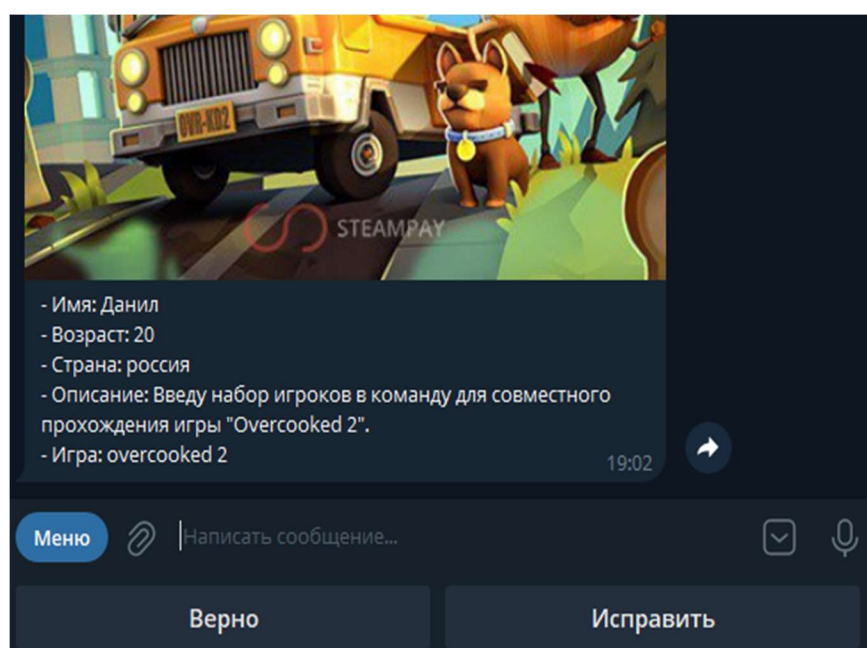 OVR-KD2
STEAMPAY
- Имя: Данил
- Возраст: 20
- Страна: россия
- Описание: Введу набор игроков в команду для совместного
прохождения игры "Overcooked 2".
- Игра: overcooked 2
19:02
Меню
Написать сообщение...
Верно
Исправить